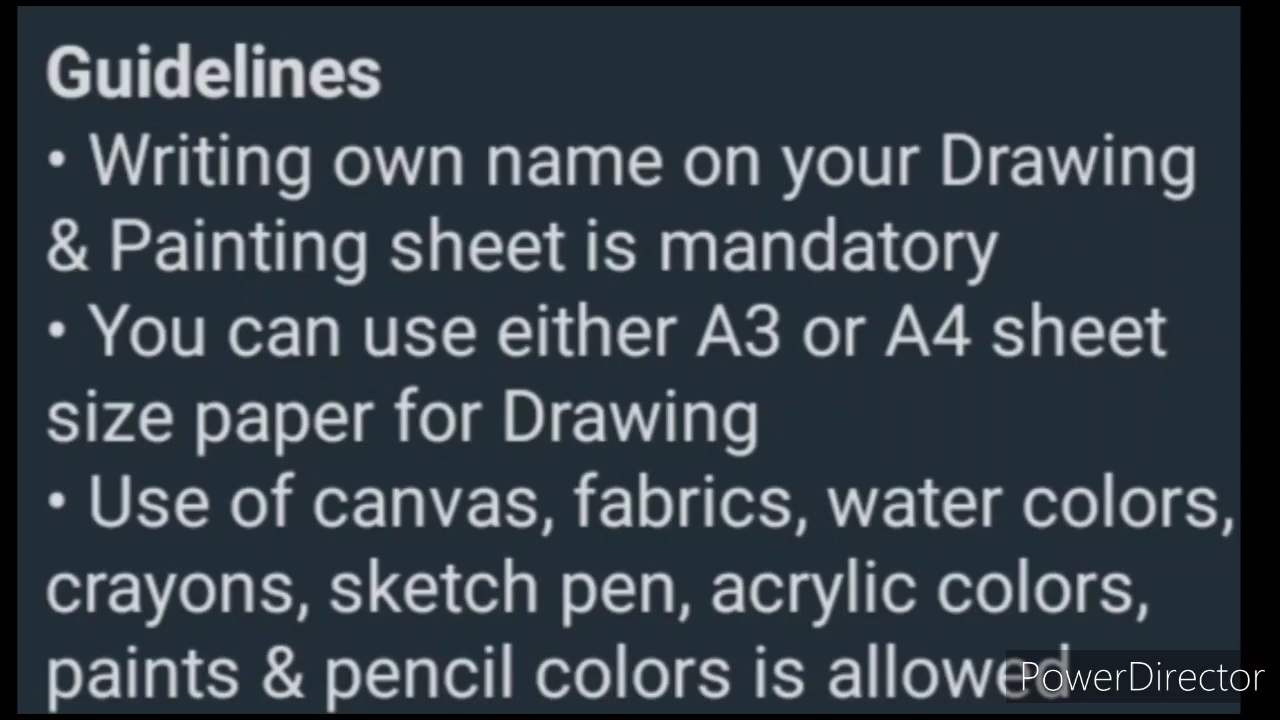 Guidelines
• Writing own name on your Drawing
& Painting sheet is mandatory
• You can use either A3 or A4 sheet
size paper for Drawing
• Use of canvas, fabrics, water colors,
crayons, sketch pen, acrylic colors,
paints & pencil colors is allowed
PowerDirector